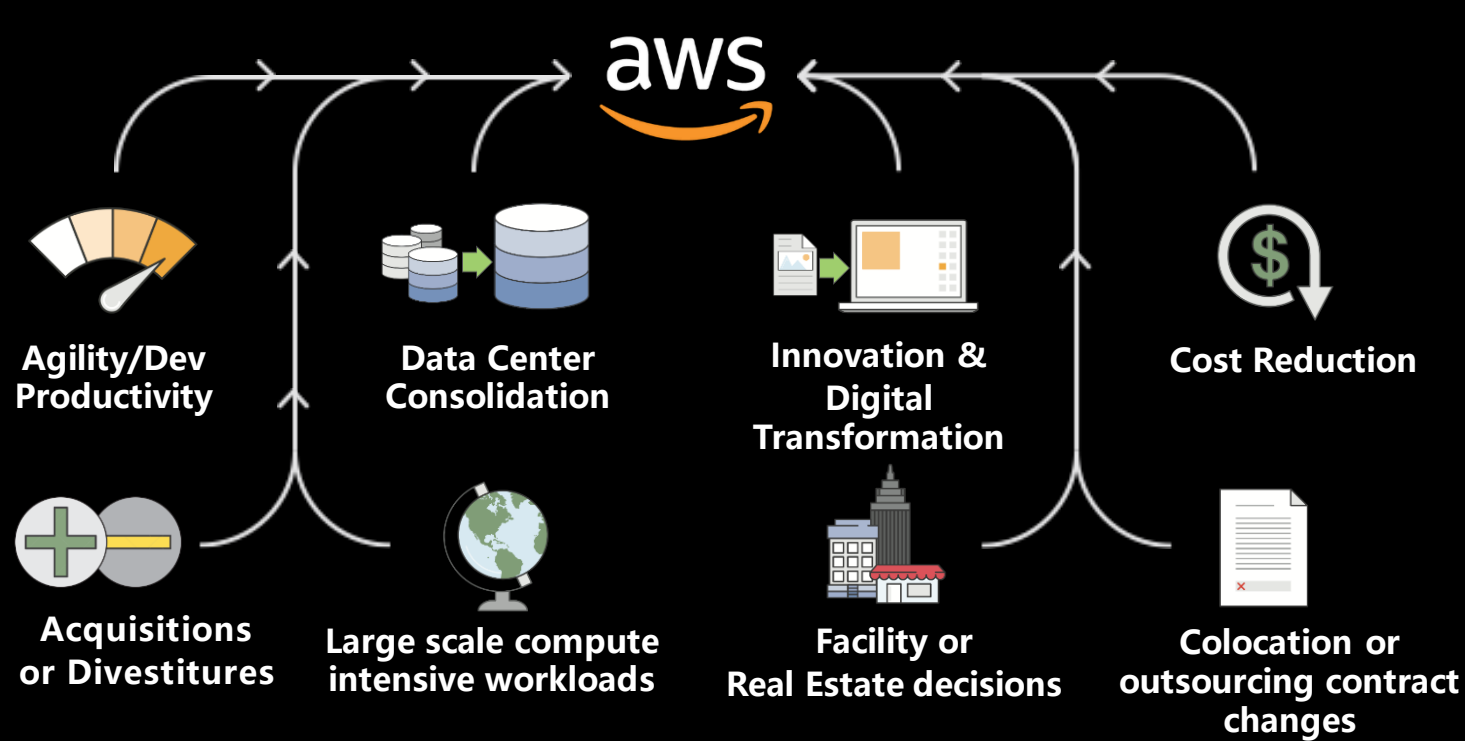 aws
$
Agility/Dev
Productivity
Data Center
Consolidation
Innovation &
Digital
Transformation
Cost Reduction
Acquisitions
or Divestitures
Large scale compute
intensive workloads
Facility or
Real Estate decisions
Colocation or
outsourcing contract
changes